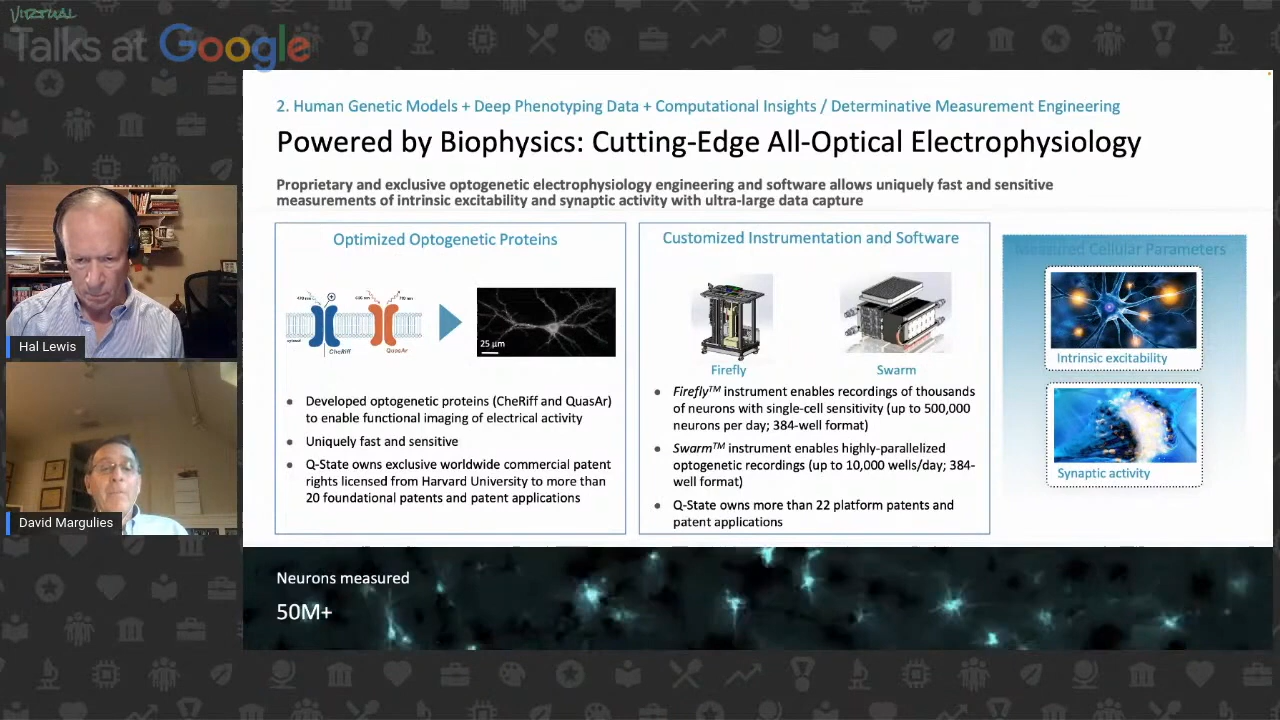 VIRTUAL
Talks at Google
2. Human Genetic Models + Deep Phenotyping Data + Computational Insights / Determinative Measurement Engineering
Powered by Biophysics: Cutting-Edge All-Optical Electrophysiology
Proprietary and exclusive optogenetic electrophysiology engineering and software allows uniquely fast and sensitive
measurements of intrinsic excitability and synaptic activity with ultra-large data capture
Optimized Optogenetic Proteins
CheRiff
QuasAr
25 μm
• Developed optogenetic proteins (CheRiff and QuasAr)
to enable functional imaging of electrical activity
• Uniquely fast and sensitive
• Q-State owns exclusive worldwide commercial patent
rights licensed from Harvard University to more than
20 foundational patents and patent applications
Customized Instrumentation and Software
Firefly
Swarm
• Firefly™ instrument enables recordings of thousands
of neurons with single-cell sensitivity (up to 500,000
neurons per day; 384-well format)
• Swarm™ instrument enables highly-parallelized
optogenetic recordings (up to 10,000 wells/day; 384-
well format)
• Q-State owns more than 22 platform patents and
patent applications
Measured Cellular Parameters
Intrinsic excitability
Synaptic activity
Neurons measured
50M+
Hal Lewis
David Margulies